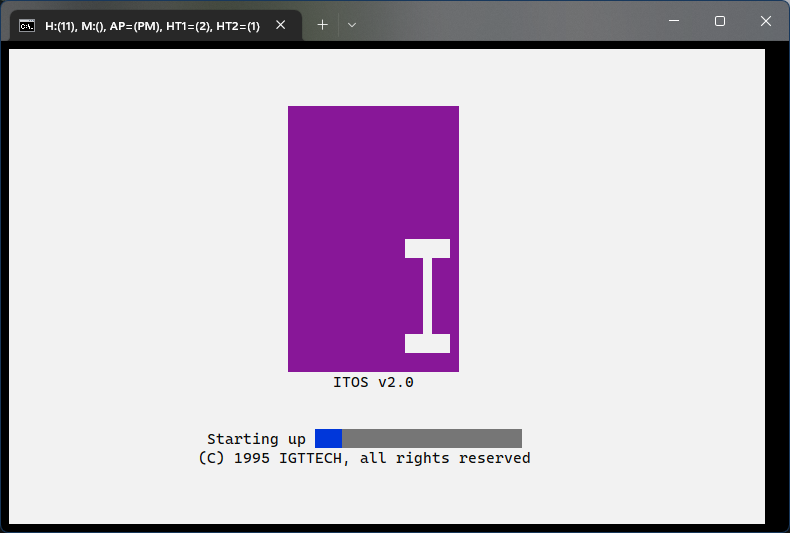 H:(11), M:(), AP=(PM), HT1=(2), HT2=(1)
I
ITOS v2.0
Starting up
(C) 1995 IGTTECH, all rights reserved